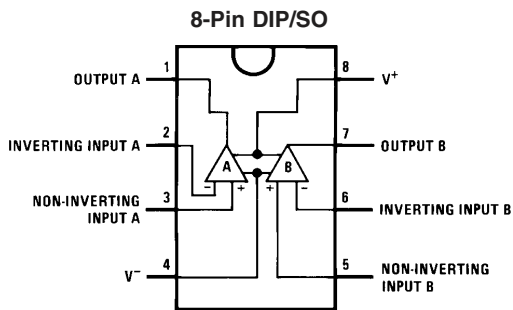 8-Pin DIP/SO
1
8
OUTPUT A
V+
2
7
INVERTING INPUT A
OUTPUT B
A
B
− +
+ −
3
6
NON-INVERTING
INPUT A
INVERTING INPUT B
4
5
V−
NON-INVERTING
INPUT B